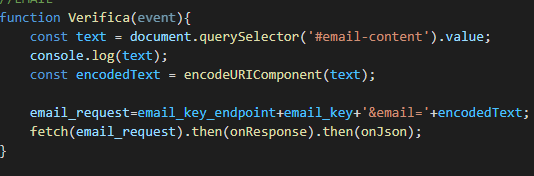 //EMAIL
function Verifica(event){
const text = document.querySelector('#email-content').value;
console.log(text);
const encodedText = encodeURIComponent(text);
email_request=email_key_endpoint+email_key+'&email='+encodedText;
fetch(email_request).then(onResponse).then(onJson);
}